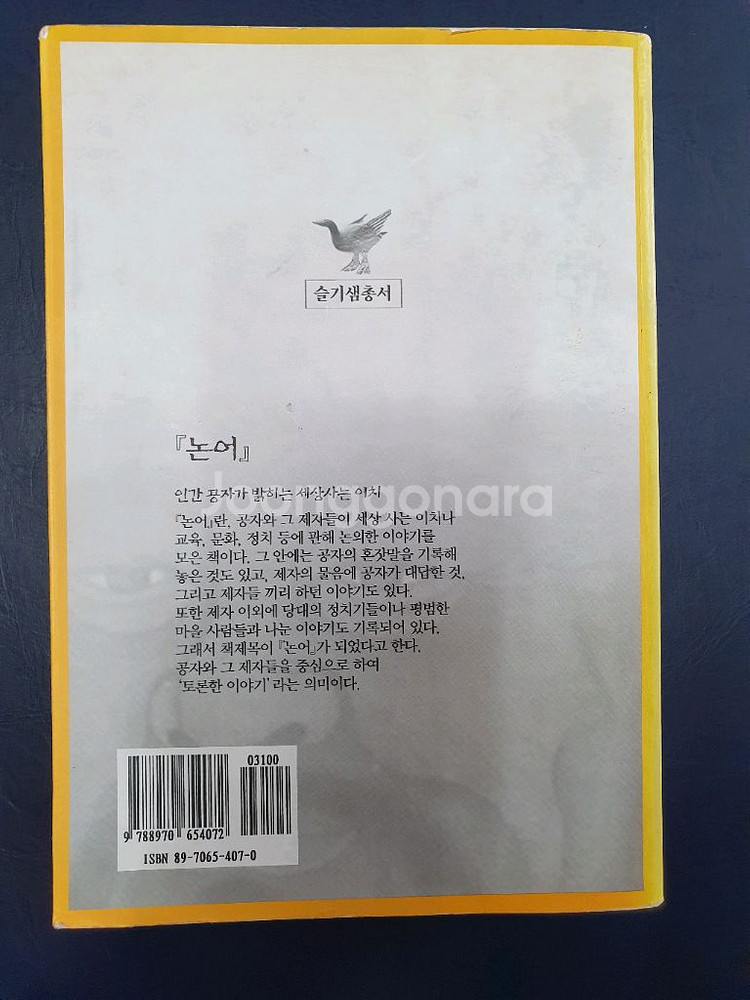 슬기샘총서
『논어』
인간 공자가 밝히는 세상사는 이치
『논어』란, 공자와 그 제자들이 세상 사는 이치나
교육, 문화, 정치 등에 관해 논의한 이야기를
모은 책이다. 그 안에는 공자의 혼잣말을 기록해
놓은 것도 있고, 제자의 물음에 공자가 대답한 것,
그리고 제자들 끼리 하던 이야기도 있다.
또한 제자 이외에 당대의 정치가들이나 평범한
마을 사람들과 나눈 이야기도 기록되어 있다.
그래서 책제목이 『논어』가 되었다고 한다.
공자와 그 제자들을 중심으로 하여
'토론한 이야기' 라는 의미이다.
Joonggonara
03100
9 788970 654072
ISBN 89-7065-407-0